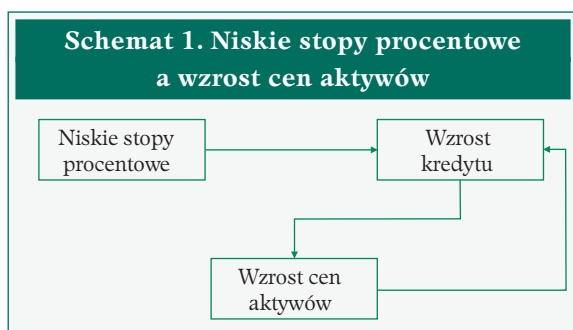 Schemat 1. Niskie stopy procentowe
a wzrost cen aktywów
Niskie stopy
procentowe
Wzrost
kredytu
Wzrost cen
aktywów